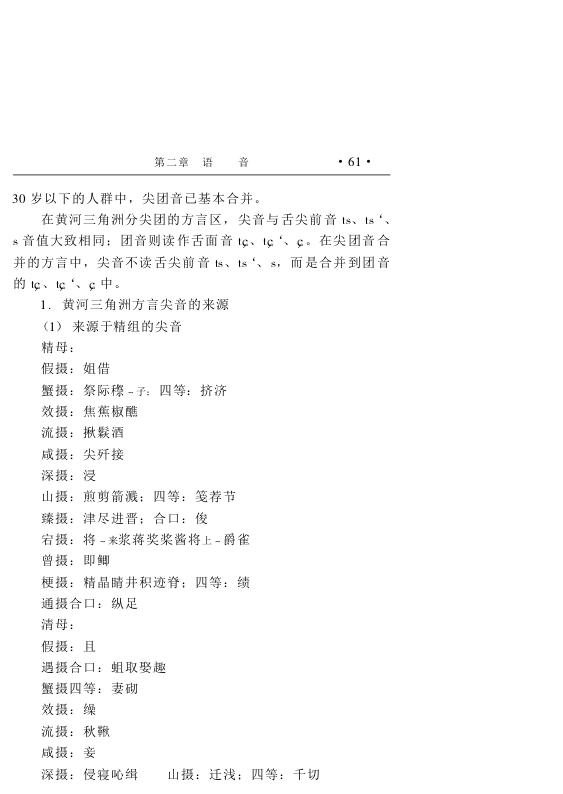 第二章 语 音 ·61·
30 岁以下的人群中，尖团音已基本合并。
在黄河三角洲分尖团的方言区，尖音与舌尖前音 ts、ts‘、
s 音值大致相同；团音则读作舌面音 tɕ、tɕ‘、ɕ。在尖团音合
并的方言中，尖音不读舌尖前音 ts、ts‘、s，而是合并到团音
的 tɕ、tɕ‘、ɕ 中。
1. 黄河三角洲方言尖音的来源
（1） 来源于精组的尖音
精母：
假摄：姐借
蟹摄：祭际穄～子；四等：挤济
效摄：焦蕉椒醮
流摄：揪鬏酒
咸摄：尖歼接
深摄：浸
山摄：煎剪箭溅；四等：笺荐节
臻摄：津尽进晋；合口：俊
宕摄：将～来浆蒋奖桨酱将上～爵雀
曾摄：即鲫
梗摄：精晶睛井积迹脊；四等：绩
通摄合口：纵足
清母：
假摄：且
遇摄合口：蛆取娶趣
蟹摄四等：妻砌
效摄：缲
流摄：秋鞦
咸摄：妾
深摄：侵寝吣缉 山摄：迁浅；四等：千切